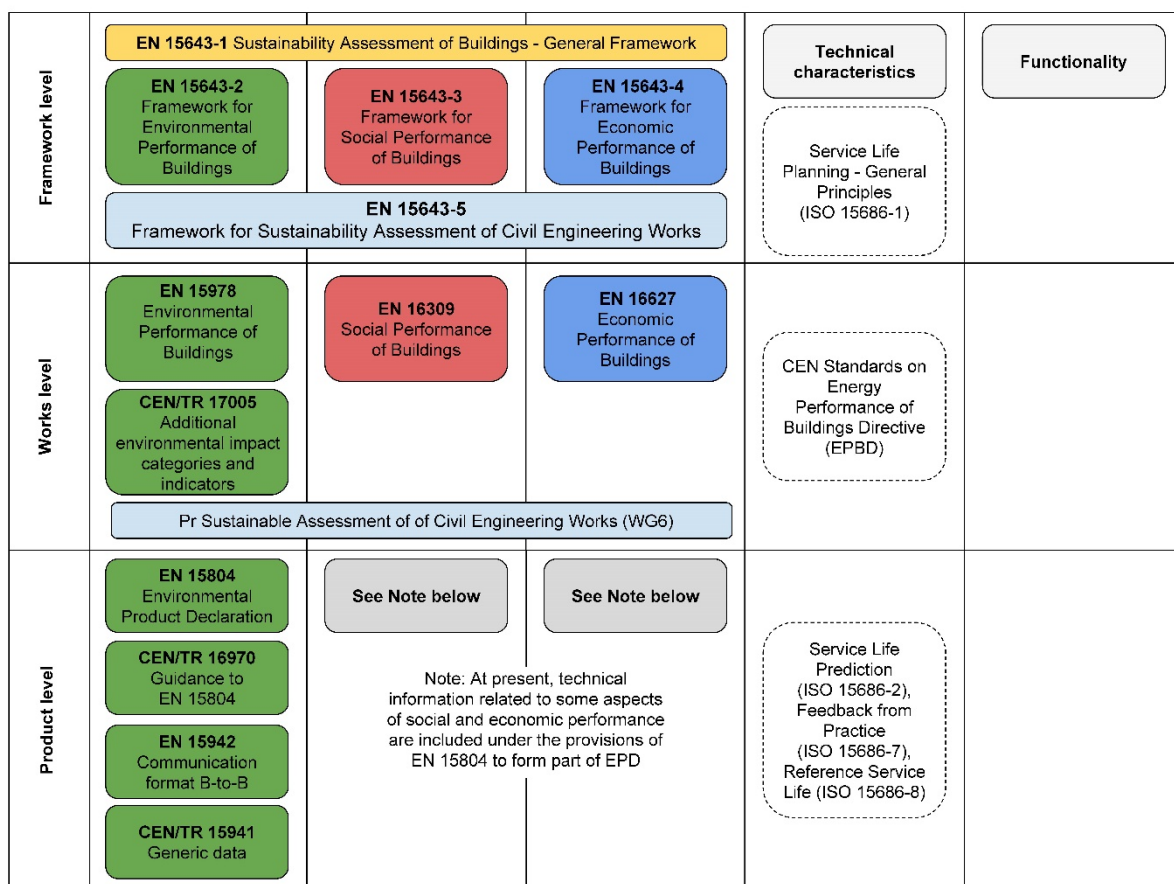 Framework level
EN 15643-1 Sustainability Assessment of Buildings - General Framework
EN 15643-2
Framework for
Environmental
Performance of
Buildings
EN 15643-3
Framework for
Social Performance
of Buildings
EN 15643-4
Framework for
Economic
Performance of
Buildings
EN 15643-5
Framework for Sustainability Assessment of Civil Engineering Works
Technical
characteristics
Functionality
Service Life
Planning - General
Principles
(ISO 15686-1)
Works level
EN 15978
Environmental
Performance of
Buildings
EN 16309
Social Performance
of Buildings
EN 16627
Economic
Performance of
Buildings
CEN/TR 17005
Additional
environmental impact
categories and
indicators
Pr Sustainable Assessment of of Civil Engineering Works (WG6)
CEN Standards on
Energy
Performance of
Buildings Directive
(EPBD)
Product level
EN 15804
Environmental
Product Declaration
See Note below
See Note below
CEN/TR 16970
Guidance to
EN 15804
EN 15942
Communication
format B-to-B
CEN/TR 15941
Generic data
Note: At present, technical
information related to some aspects
of social and economic performance
are included under the provisions of
EN 15804 to form part of EPD
Service Life
Prediction
(ISO 15686-2),
Feedback from
Practice
(ISO 15686-7),
Reference Service
Life (ISO 15686-8)